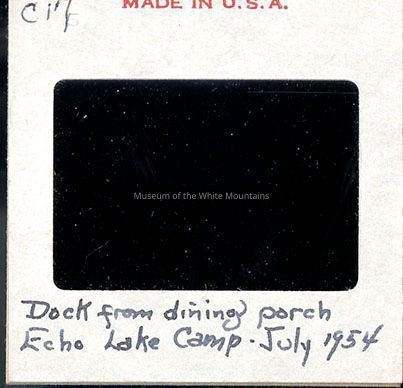 MADE IN U.S.A.
Museum of the White Mountains
Dock from dining porch
Echo Lake Camp - July 1954